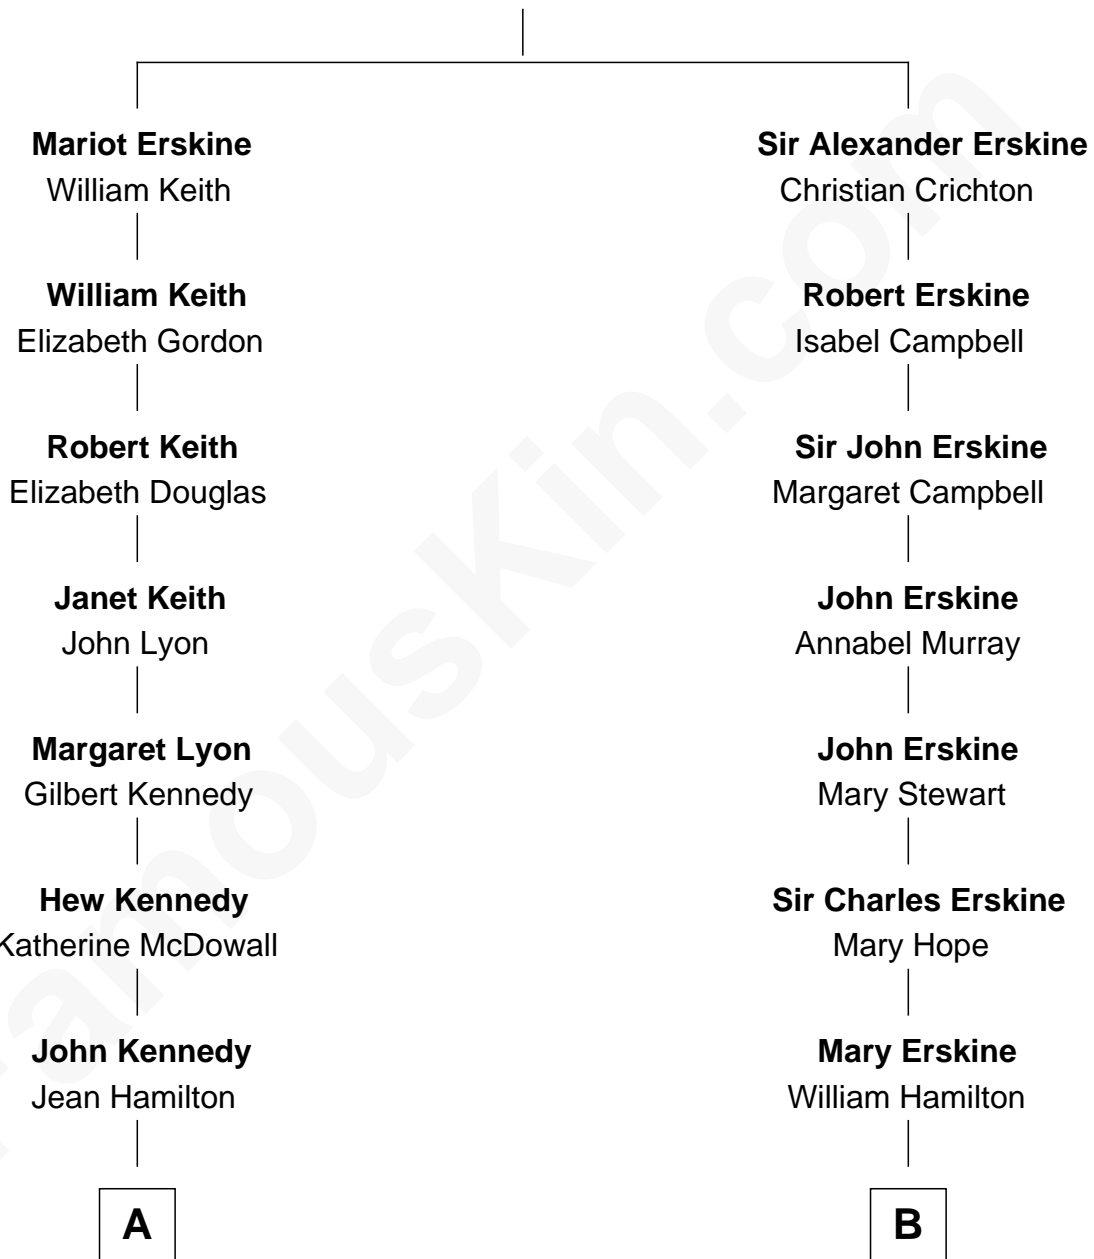 Mariot Erskine
William Keith
William Keith
Elizabeth Gordon
Robert Keith
Elizabeth Douglas
Janet Keith
John Lyon
Margaret Lyon
Gilbert Kennedy
Hew Kennedy
Katherine McDowall
John Kennedy
Jean Hamilton
A
Sir Alexander Erskine
Christian Crichton
Robert Erskine
Isabel Campbell
Sir John Erskine
Margaret Campbell
John Erskine
Annabel Murray
John Erskine
Mary Stewart
Sir Charles Erskine
Mary Hope
Mary Erskine
William Hamilton
B
FamousKin.com